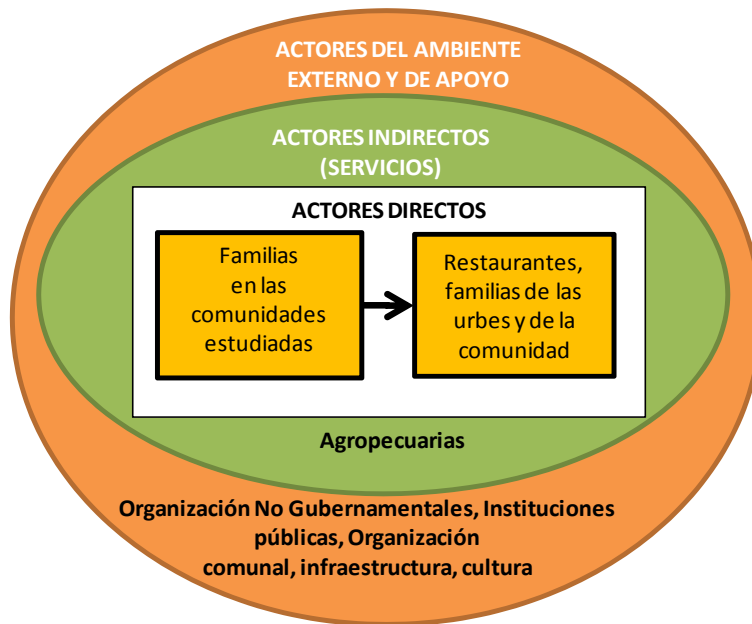 ACTORES DEL AMBIENTE
EXTERNO Y DE APOYO
ACTORES INDIRECTOS
(SERVICIOS)
ACTORES DIRECTOS
Familias
en las
comunidades
estudiadas
Restaurantes,
familias de las
urbes y de la
comunidad
Agropecuarias
Organización No Gubernamentales, Instituciones
públicas, Organización
comunal, infraestructura, cultura